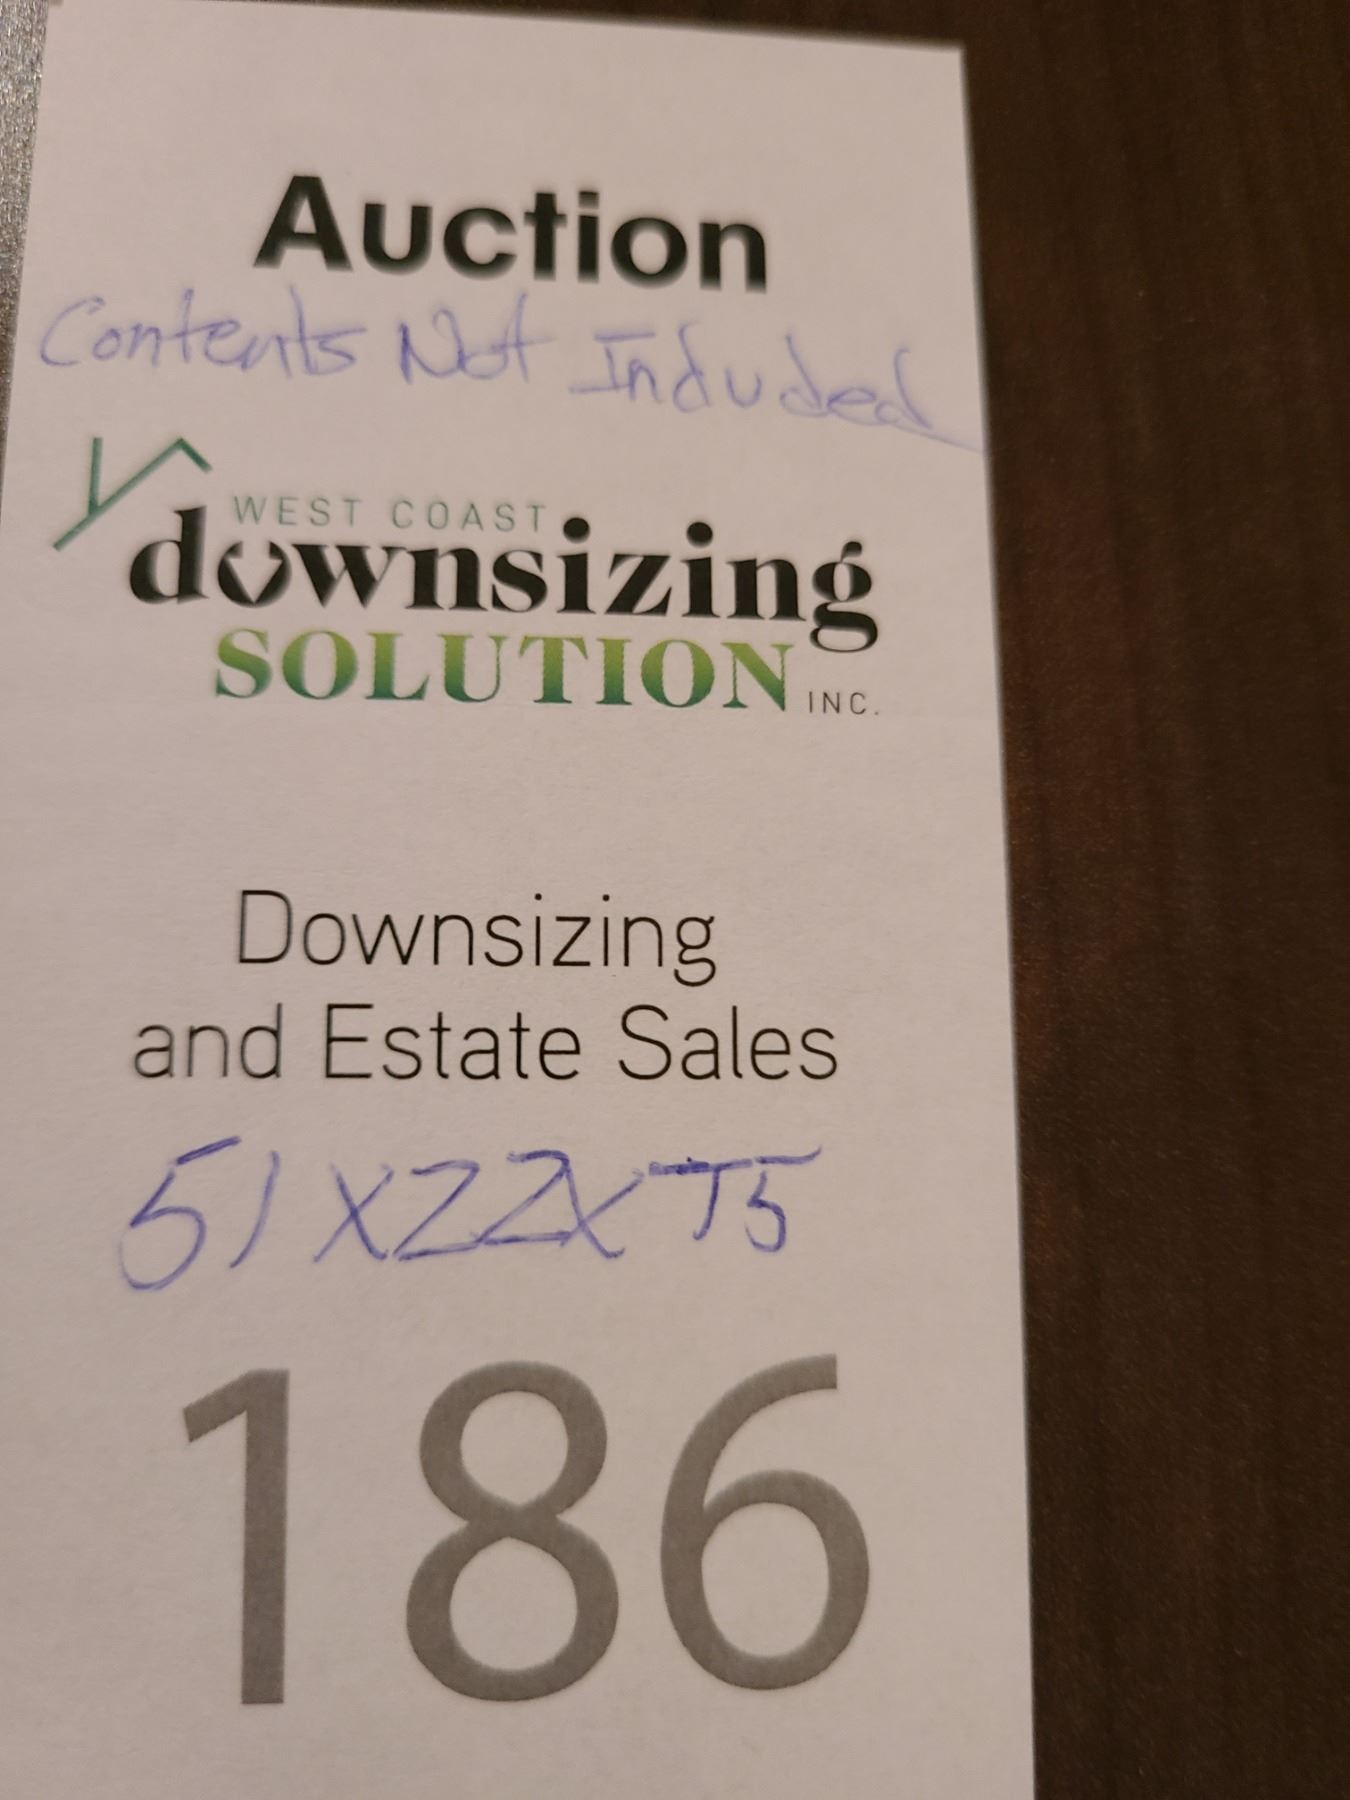 Auction
Contents Not Included
WEST COAST
downsizing
SOLUTION INC.
Downsizing
and Estate Sales
51x22x75
186